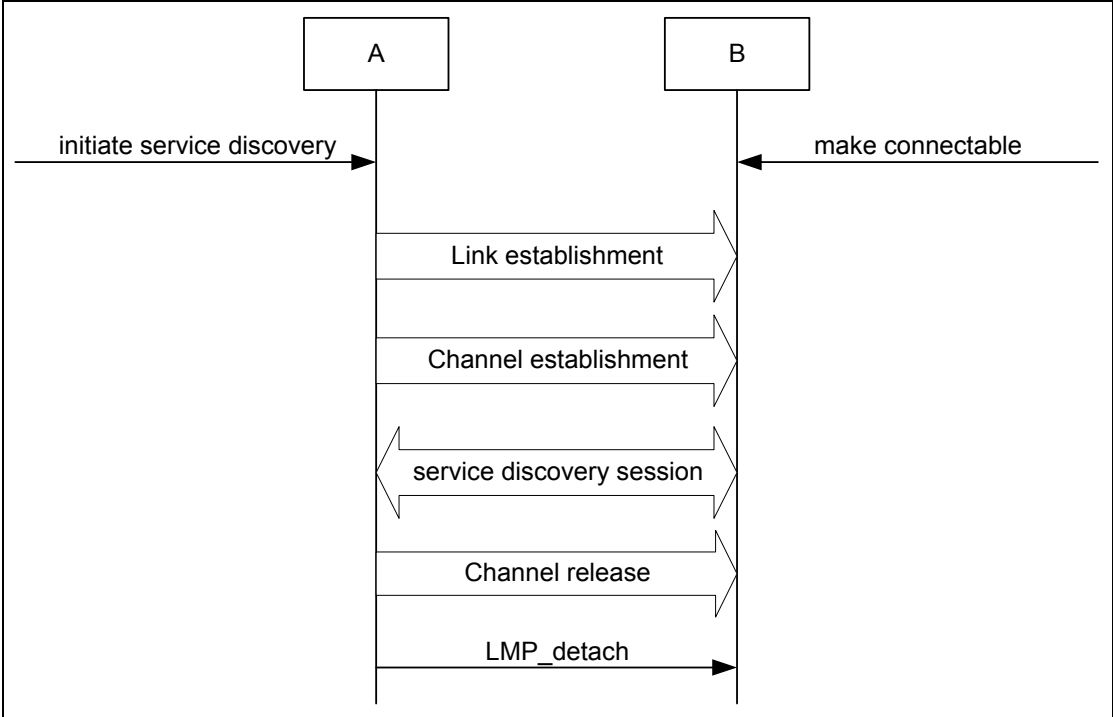 A
B
initiate service discovery
make connectable
Link establishment
Channel establishment
service discovery session
Channel release
LMP_detach